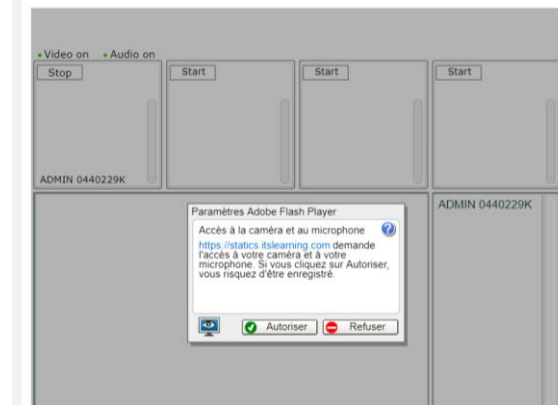 Video on Audio on
Stop Start Start Start
ADMIN 0440229K
ADMIN 0440229K
Paramètres Adobe Flash Player
Accès à la caméra et au microphone ?
https://statics.itslearning.com demande
l'accès à votre caméra et à votre
microphone. Si vous cliquez sur Autoriser,
vous risquez d'être enregistré.
Autoriser Refuser